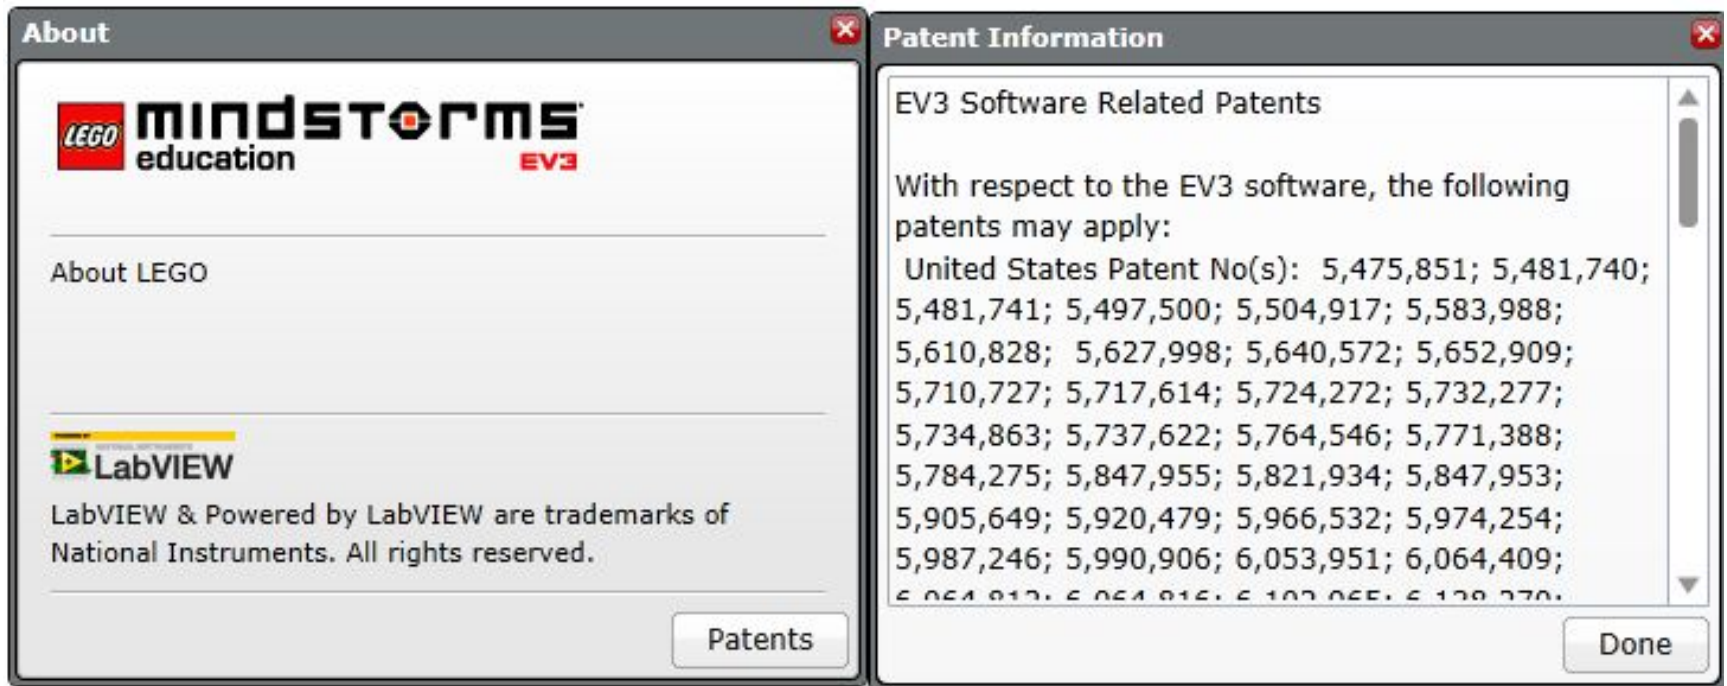 About
LEGO mindstorms
education EV3
About LEGO
LabVIEW
LabVIEW & Powered by LabVIEW are trademarks of
National Instruments. All rights reserved.
Patents
Patent Information
EV3 Software Related Patents
With respect to the EV3 software, the following
patents may apply:
United States Patent No(s): 5,475,851; 5,481,740;
5,481,741; 5,497,500; 5,504,917; 5,583,988;
5,610,828; 5,627,998; 5,640,572; 5,652,909;
5,710,727; 5,717,614; 5,724,272; 5,732,277;
5,734,863; 5,737,622; 5,764,546; 5,771,388;
5,784,275; 5,847,955; 5,821,934; 5,847,953;
5,905,649; 5,920,479; 5,966,532; 5,974,254;
5,987,246; 5,990,906; 6,053,951; 6,064,409;
Done